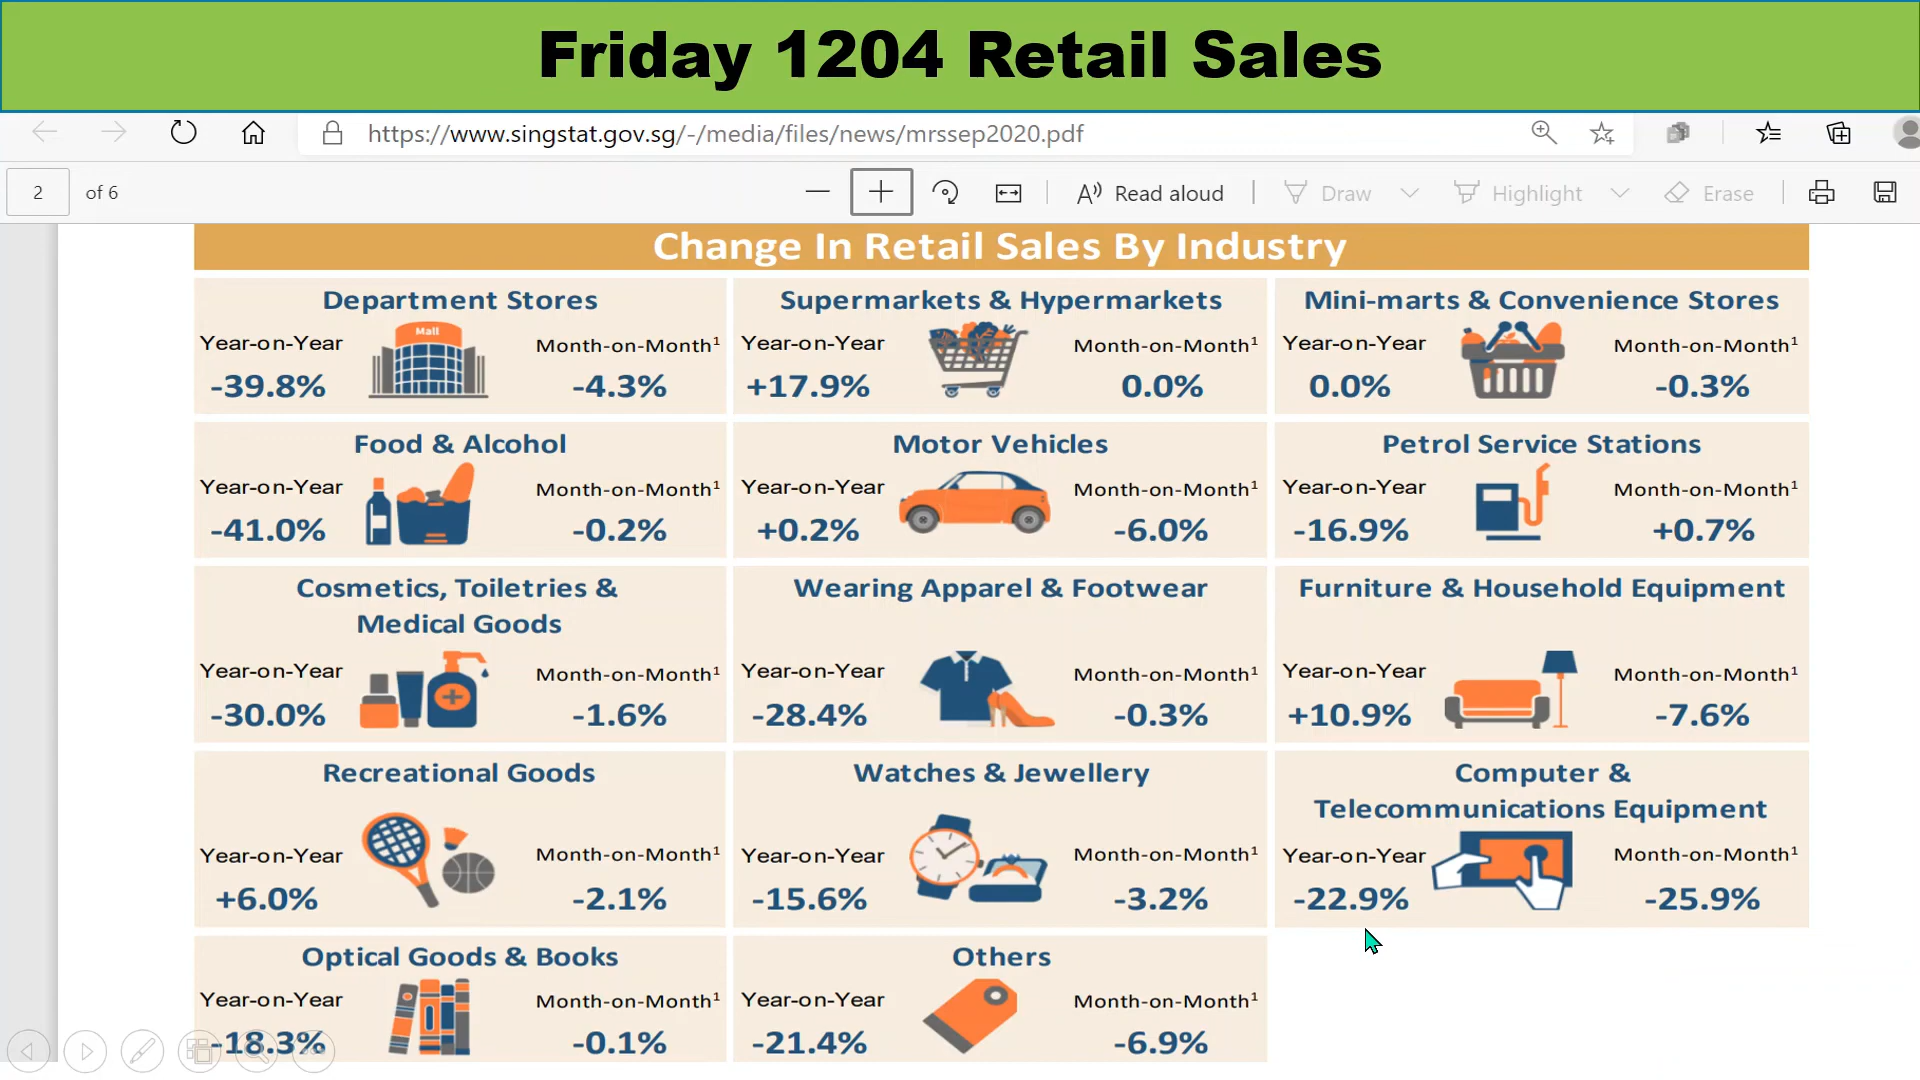 Friday 1204 Retail Sales
https://www.singstat.gov.sg/-/media/files/news/mrssep2020.pdf
2 of 6 Read aloud Draw Highlight Erase
Change In Retail Sales By Industry
Department Stores
Mall
Year-on-Year Month-on-Month¹
-39.8% -4.3%
Supermarkets & Hypermarkets
Year-on-Year Month-on-Month¹
+17.9% 0.0%
Mini-marts & Convenience Stores
Year-on-Year Month-on-Month¹
0.0% -0.3%
Food & Alcohol
Year-on-Year Month-on-Month¹
-41.0% -0.2%
Motor Vehicles
Year-on-Year Month-on-Month¹
+0.2% -6.0%
Petrol Service Stations
Year-on-Year Month-on-Month¹
-16.9% +0.7%
Cosmetics, Toiletries &
Medical Goods
Year-on-Year Month-on-Month¹
-30.0% -1.6%
Wearing Apparel & Footwear
Year-on-Year Month-on-Month¹
-28.4% -0.3%
Furniture & Household Equipment
Year-on-Year Month-on-Month¹
+10.9% -7.6%
Recreational Goods
Year-on-Year Month-on-Month¹
+6.0% -2.1%
Watches & Jewellery
Year-on-Year Month-on-Month¹
-15.6% -3.2%
Computer &
Telecommunications Equipment
Year-on-Year Month-on-Month¹
-22.9% -25.9%
Optical Goods & Books
Year-on-Year Month-on-Month¹
-18.3% -0.1%
Others
Year-on-Year Month-on-Month¹
-21.4% -6.9%